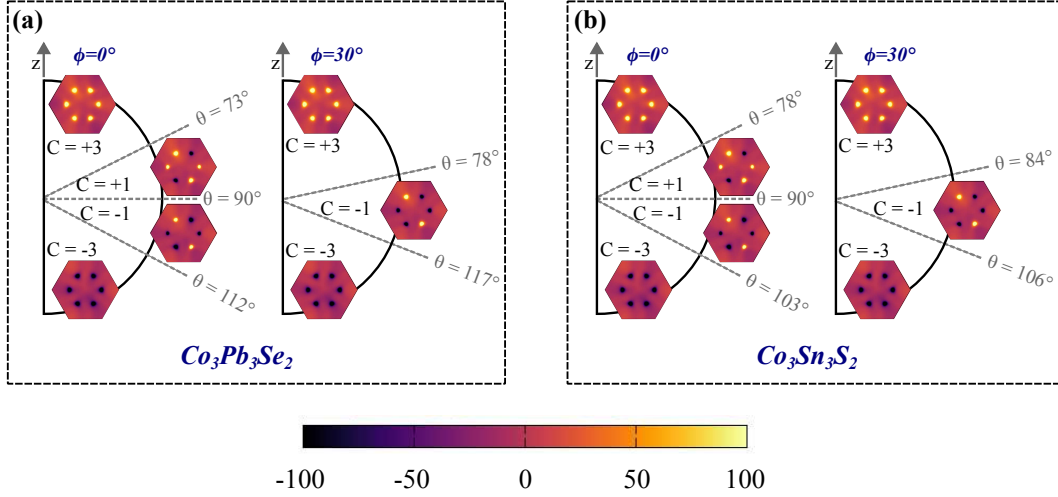 (a)
ϕ=0°
z
C = +3
θ = 73°
C = +1
θ = 90°
C = -1
C = -3
θ = 112°
ϕ=30°
z
C = +3
θ = 78°
C = -1
C = -3
θ = 117°
Co₃Pb₃Se₂
(b)
ϕ=0°
z
C = +3
θ = 78°
C = +1
θ = 90°
C = -1
C = -3
θ = 103°
ϕ=30°
z
C = +3
θ = 84°
C = -1
C = -3
θ = 106°
Co₃Sn₃S₂
-100 -50 0 50 100